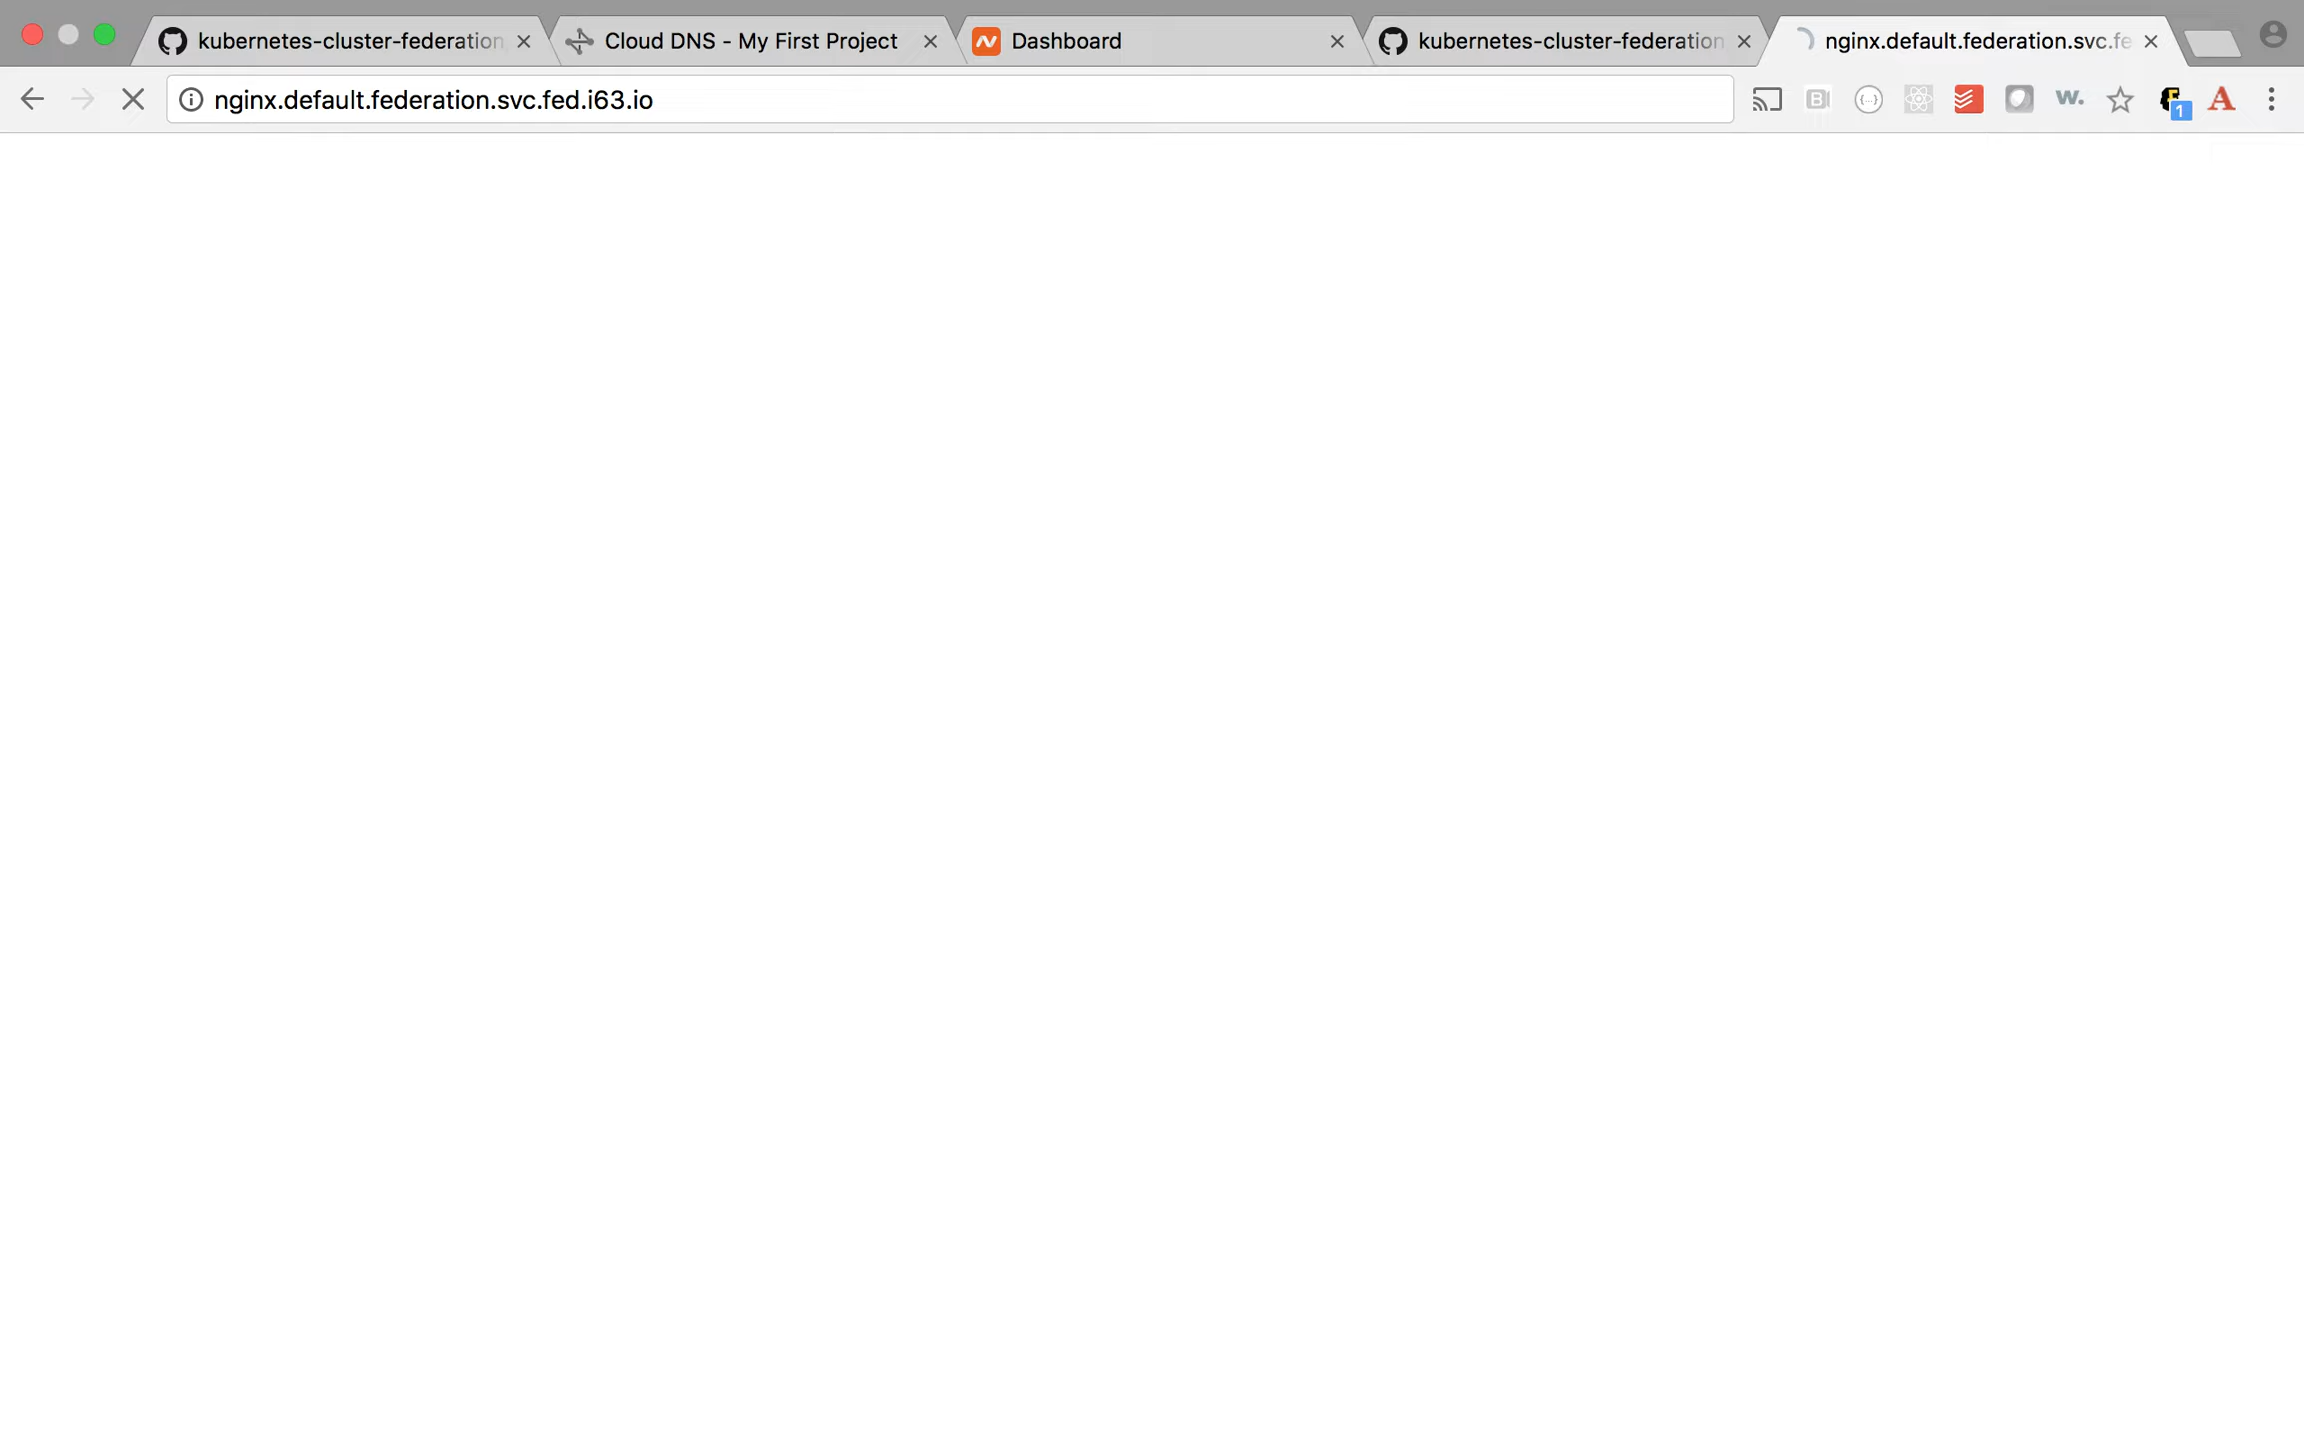 kubernetes-cluster-federation
Cloud DNS - My First Project
Dashboard
kubernetes-cluster-federation
nginx.default.federation.svc.fe
nginx.default.federation.svc.fed.i63.io
B
{...}
W.
F
1
A